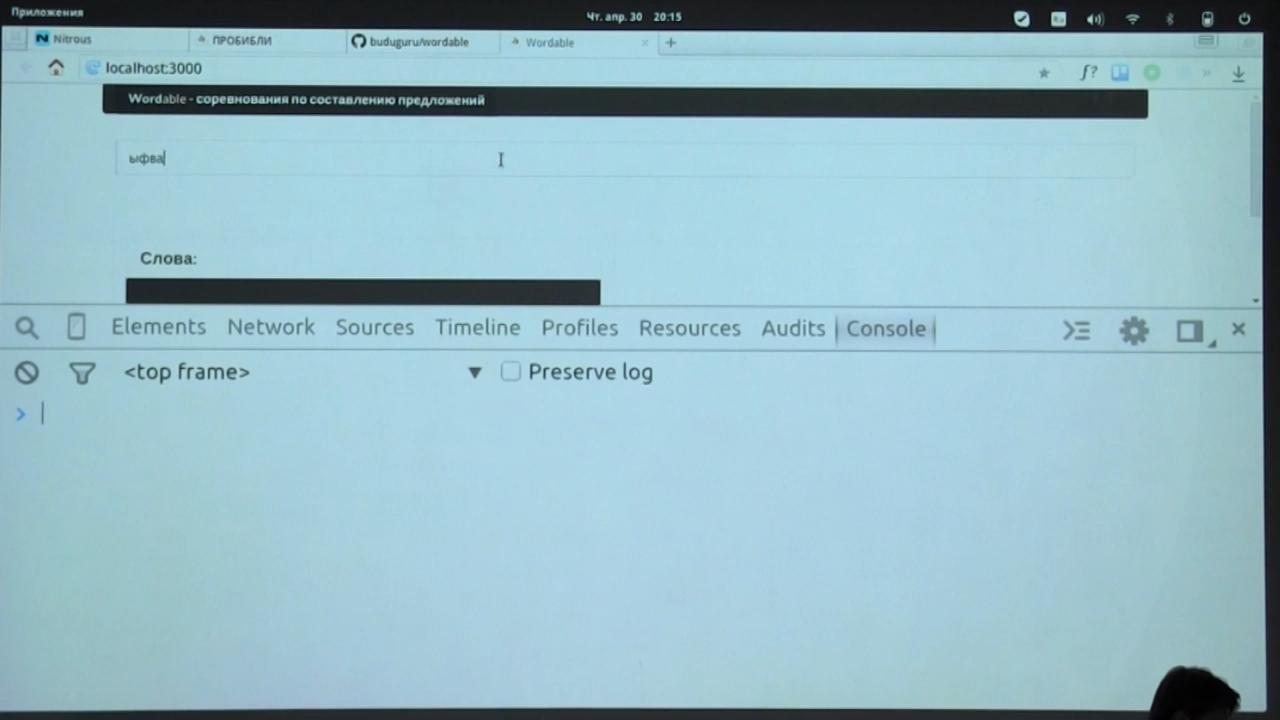 Приложения
Чт. апр. 30 20:15
Nitrous
ПРОБИБЛИ
buduguru/wordable
Wordable
localhost:3000
f?
Wordable - соревнования по составлению предложений
ыфва
Слова:
Elements Network Sources Timeline Profiles Resources Audits Console
<top frame>
Preserve log